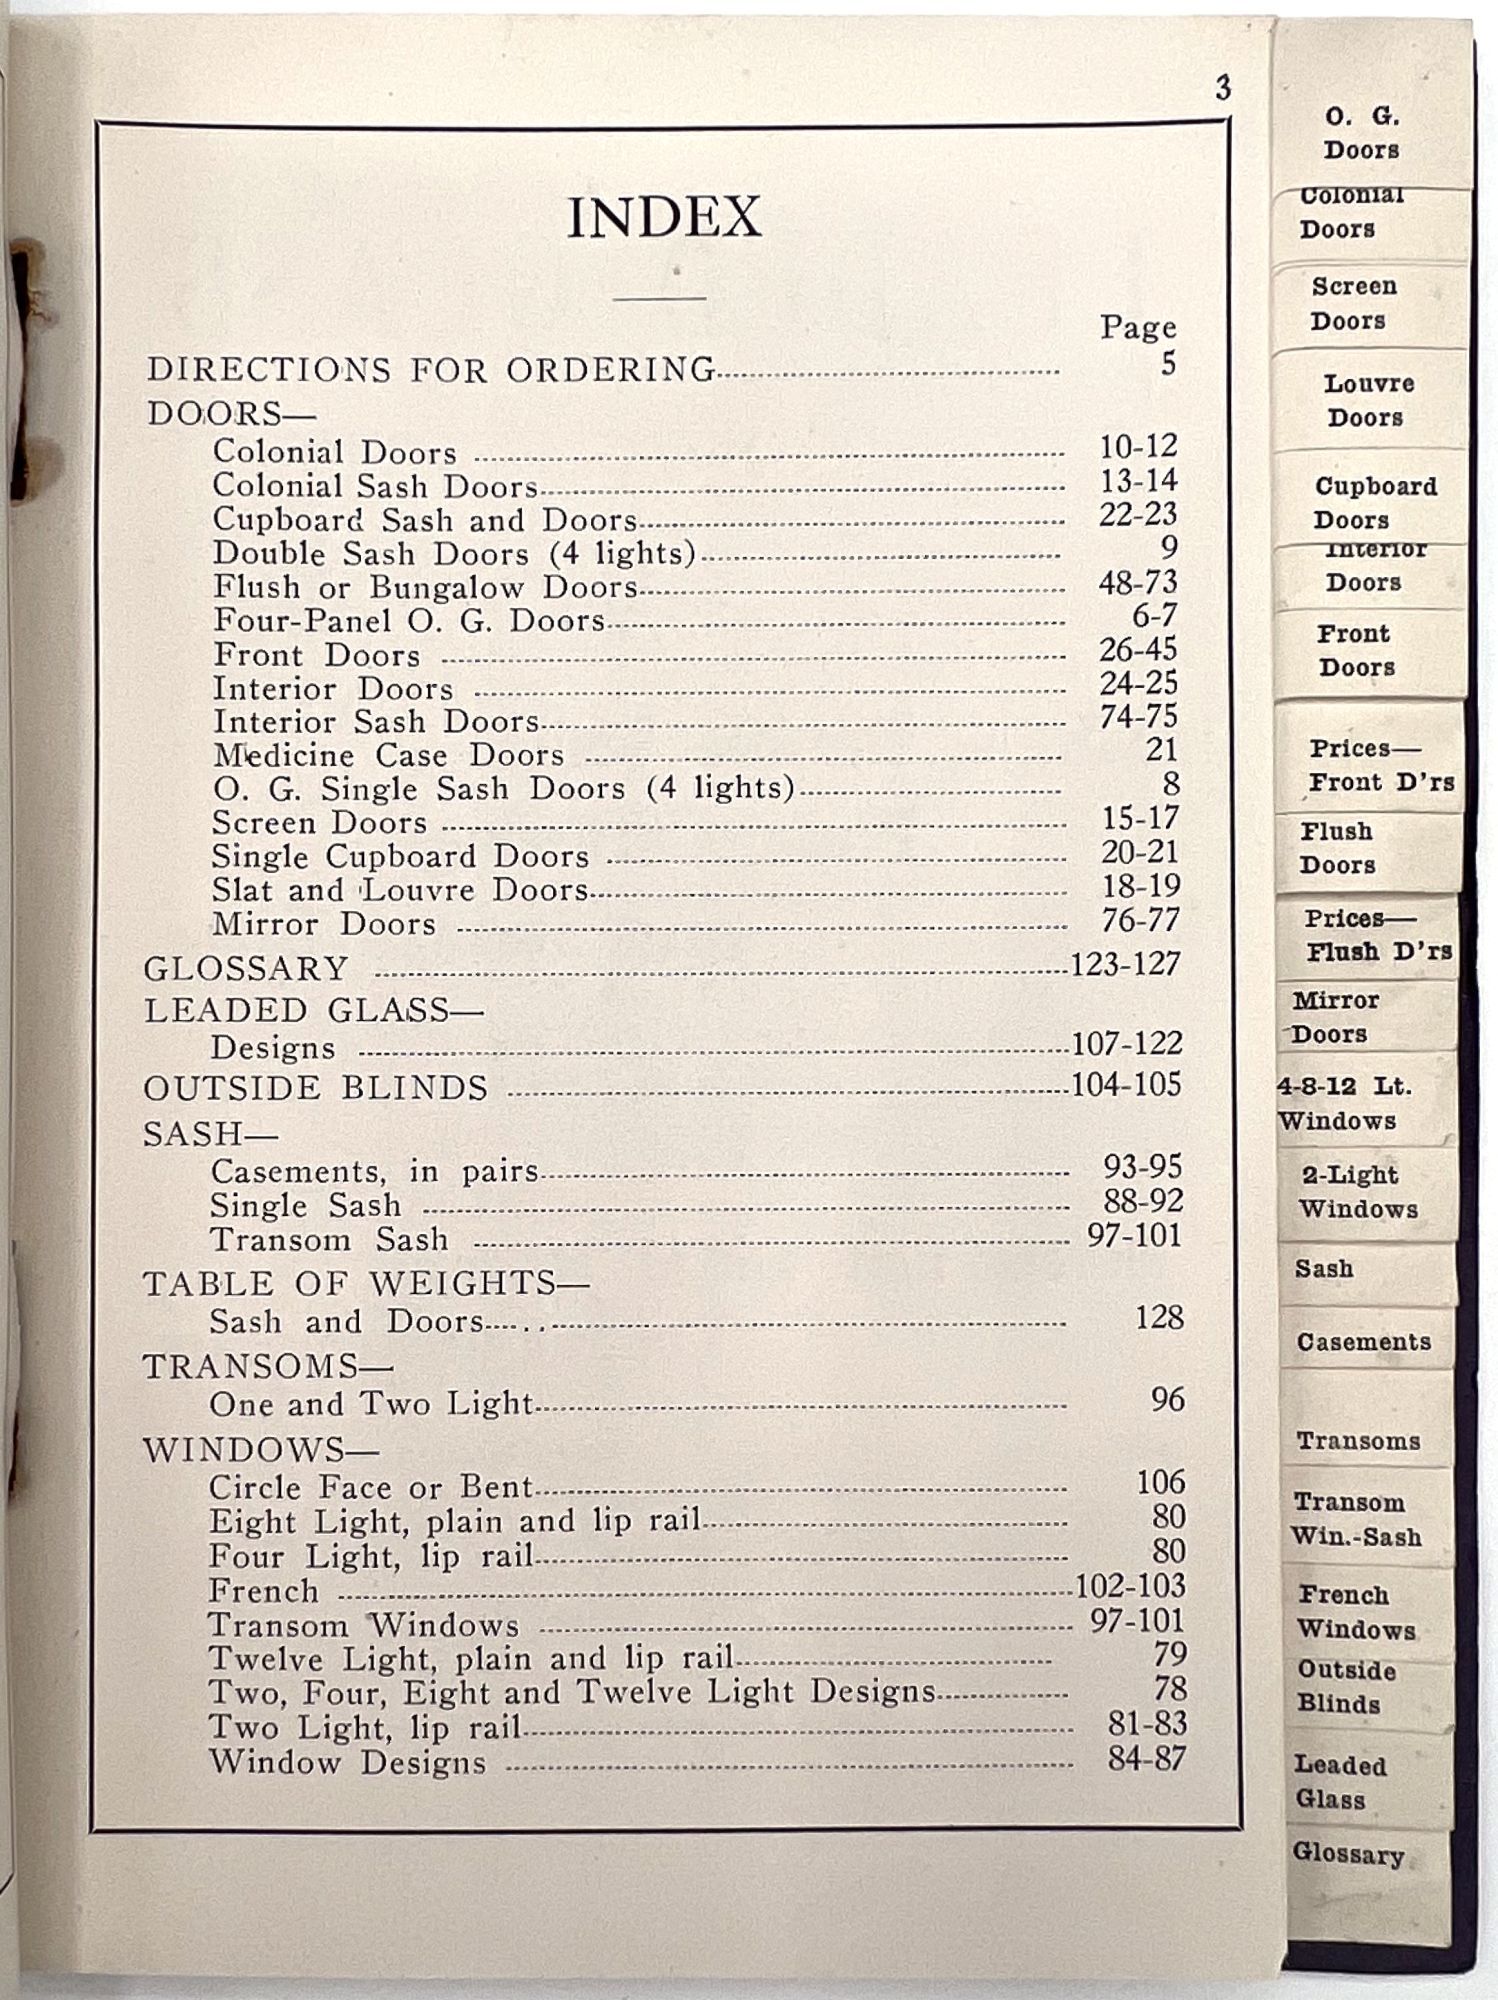 3
INDEX
Page
DIRECTIONS FOR ORDERING 5
DOORS—
Colonial Doors 10-12
Colonial Sash Doors 13-14
Cupboard Sash and Doors 22-23
Double Sash Doors (4 lights) 9
Flush or Bungalow Doors 48-73
Four-Panel O. G. Doors 6-7
Front Doors 26-45
Interior Doors 24-25
Interior Sash Doors 74-75
Medicine Case Doors 21
O. G. Single Sash Doors (4 lights) 8
Screen Doors 15-17
Single Cupboard Doors 20-21
Slat and Louvre Doors 18-19
Mirror Doors 76-77
GLOSSARY 123-127
LEADED GLASS—
Designs 107-122
OUTSIDE BLINDS 104-105
SASH—
Casements, in pairs 93-95
Single Sash 88-92
Transom Sash 97-101
TABLE OF WEIGHTS—
Sash and Doors 128
TRANSOMS—
One and Two Light 96
WINDOWS—
Circle Face or Bent 106
Eight Light, plain and lip rail 80
Four Light, lip rail 80
French 102-103
Transom Windows 97-101
Twelve Light, plain and lip rail 79
Two, Four, Eight and Twelve Light Designs 78
Two Light, lip rail 81-83
Window Designs 84-87
O. G.
Doors
Colonial
Doors
Screen
Doors
Louvre
Doors
Cupboard
Doors
Interior
Doors
Front
Doors
Prices—
Front D'rs
Flush
Doors
Prices—
Flush D'rs
Mirror
Doors
4-8-12 Lt.
Windows
2-Light
Windows
Sash
Casements
Transoms
Transom
Win.-Sash
French
Windows
Outside
Blinds
Leaded
Glass
Glossary